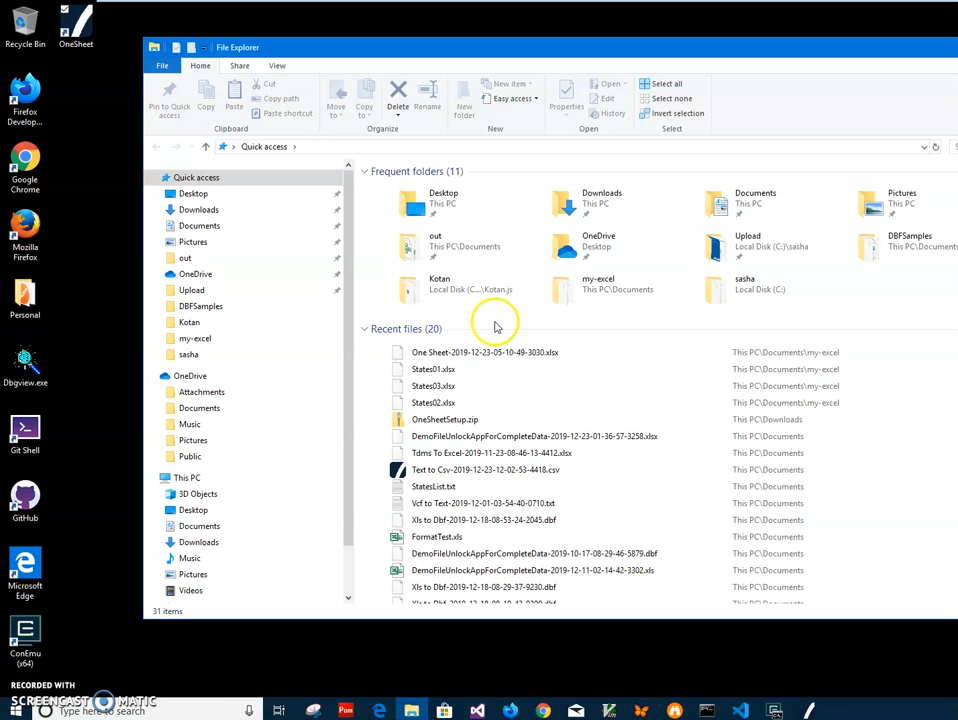 Recycle Bin
OneSheet
Firefox
Develop...
Google
Chrome
Mozilla
Firefox
Personal
Dbgview.exe
Git Shell
GitHub
Microsoft
Edge
ConEmu
(x64)
File Explorer
File Home Share View
Pin to Quick
access
Copy
Paste
Cut
Copy path
Paste shortcut
Clipboard
Move
to
Copy
to
Delete
Rename
Organize
New
folder
New item
Easy access
New
Properties
Open
Edit
History
Open
Select all
Select none
Invert selection
Select
Quick access
Quick access
Desktop
Downloads
Documents
Pictures
out
OneDrive
Upload
DBFSamples
Kotan
my-excel
sasha
OneDrive
Attachments
Documents
Music
Pictures
Public
This PC
3D Objects
Desktop
Documents
Downloads
Music
Pictures
Videos
Frequent folders (11)
Desktop
This PC
Downloads
This PC
Documents
This PC
Pictures
This PC
out
This PC\Documents
OneDrive
Desktop
Upload
Local Disk (C:)\sasha
DBFSamples
This PC\Documents
Kotan
Local Disk (C...\Kotan.js
my-excel
This PC\Documents
sasha
Local Disk (C:)
Recent files (20)
One Sheet-2019-12-23-05-10-49-3030.xlsx This PC\Documents\my-excel
States01.xlsx This PC\Documents\my-excel
States03.xlsx This PC\Documents\my-excel
States02.xlsx This PC\Documents\my-excel
OneSheetSetup.zip This PC\Downloads
DemoFileUnlockAppForCompleteData-2019-12-23-01-36-57-3258.xlsx This PC\Documents
Tdms To Excel-2019-11-23-08-46-13-4412.xlsx This PC\Documents
Text to Csv-2019-12-23-12-02-53-4418.csv This PC\Documents
StatesList.txt This PC\Documents
Vcf to Text-2019-12-01-03-54-40-0710.txt This PC\Documents
Xls to Dbf-2019-12-18-08-53-24-2045.dbf This PC\Documents
FormatTest.xls This PC\Documents
DemoFileUnlockAppForCompleteData-2019-10-17-08-29-46-5879.dbf This PC\Documents
DemoFileUnlockAppForCompleteData-2019-12-11-02-14-42-3302.xls This PC\Documents
Xls to Dbf-2019-12-18-08-29-37-9230.dbf This PC\Documents
31 items
RECORDED WITH
SCREENCAST MATIC
Type here to search
Pom